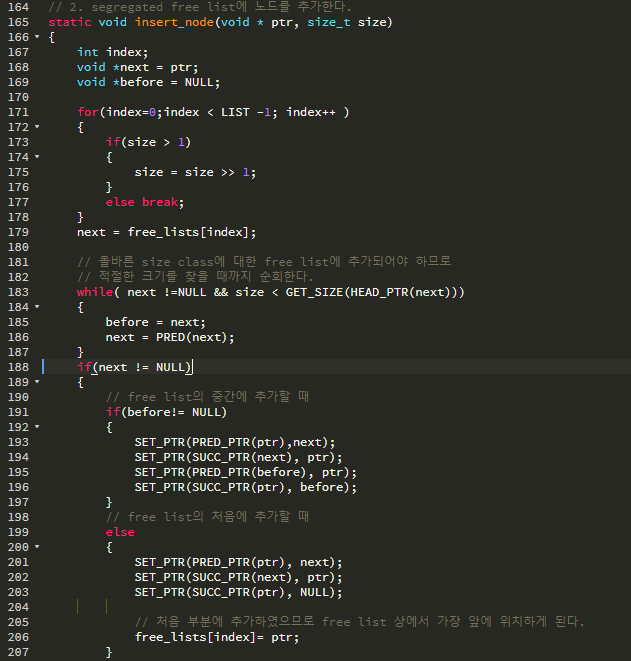 164 // 2. segregated free list에 노드를 추가한다.
165 static void insert_node(void * ptr, size_t size)
166 {
167     int index;
168     void *next = ptr;
169     void *before = NULL;
170
171     for(index=0;index < LIST -1; index++ )
172     {
173         if(size > 1)
174         {
175             size = size >> 1;
176         }
177         else break;
178     }
179     next = free_lists[index];
180
181     // 올바른 size class에 대한 free list에 추가되어야 하므로
182     // 적절한 크기를 찾을 때까지 순회한다.
183     while( next !=NULL && size < GET_SIZE(HEAD_PTR(next)))
184     {
185         before = next;
186         next = PRED(next);
187     }
188     if(next != NULL)
189     {
190         // free list의 중간에 추가할 때
191         if(before!= NULL)
192         {
193             SET_PTR(PRED_PTR(ptr),next);
194             SET_PTR(SUCC_PTR(next), ptr);
195             SET_PTR(PRED_PTR(before), ptr);
196             SET_PTR(SUCC_PTR(ptr), before);
197         }
198         // free list의 처음에 추가할 때
199         else
200         {
201             SET_PTR(PRED_PTR(ptr), next);
202             SET_PTR(SUCC_PTR(next), ptr);
203             SET_PTR(SUCC_PTR(ptr), NULL);
204
205             // 처음 부분에 추가하였으므로 free list 상에서 가장 앞에 위치하게 된다.
206             free_lists[index]= ptr;
207         }